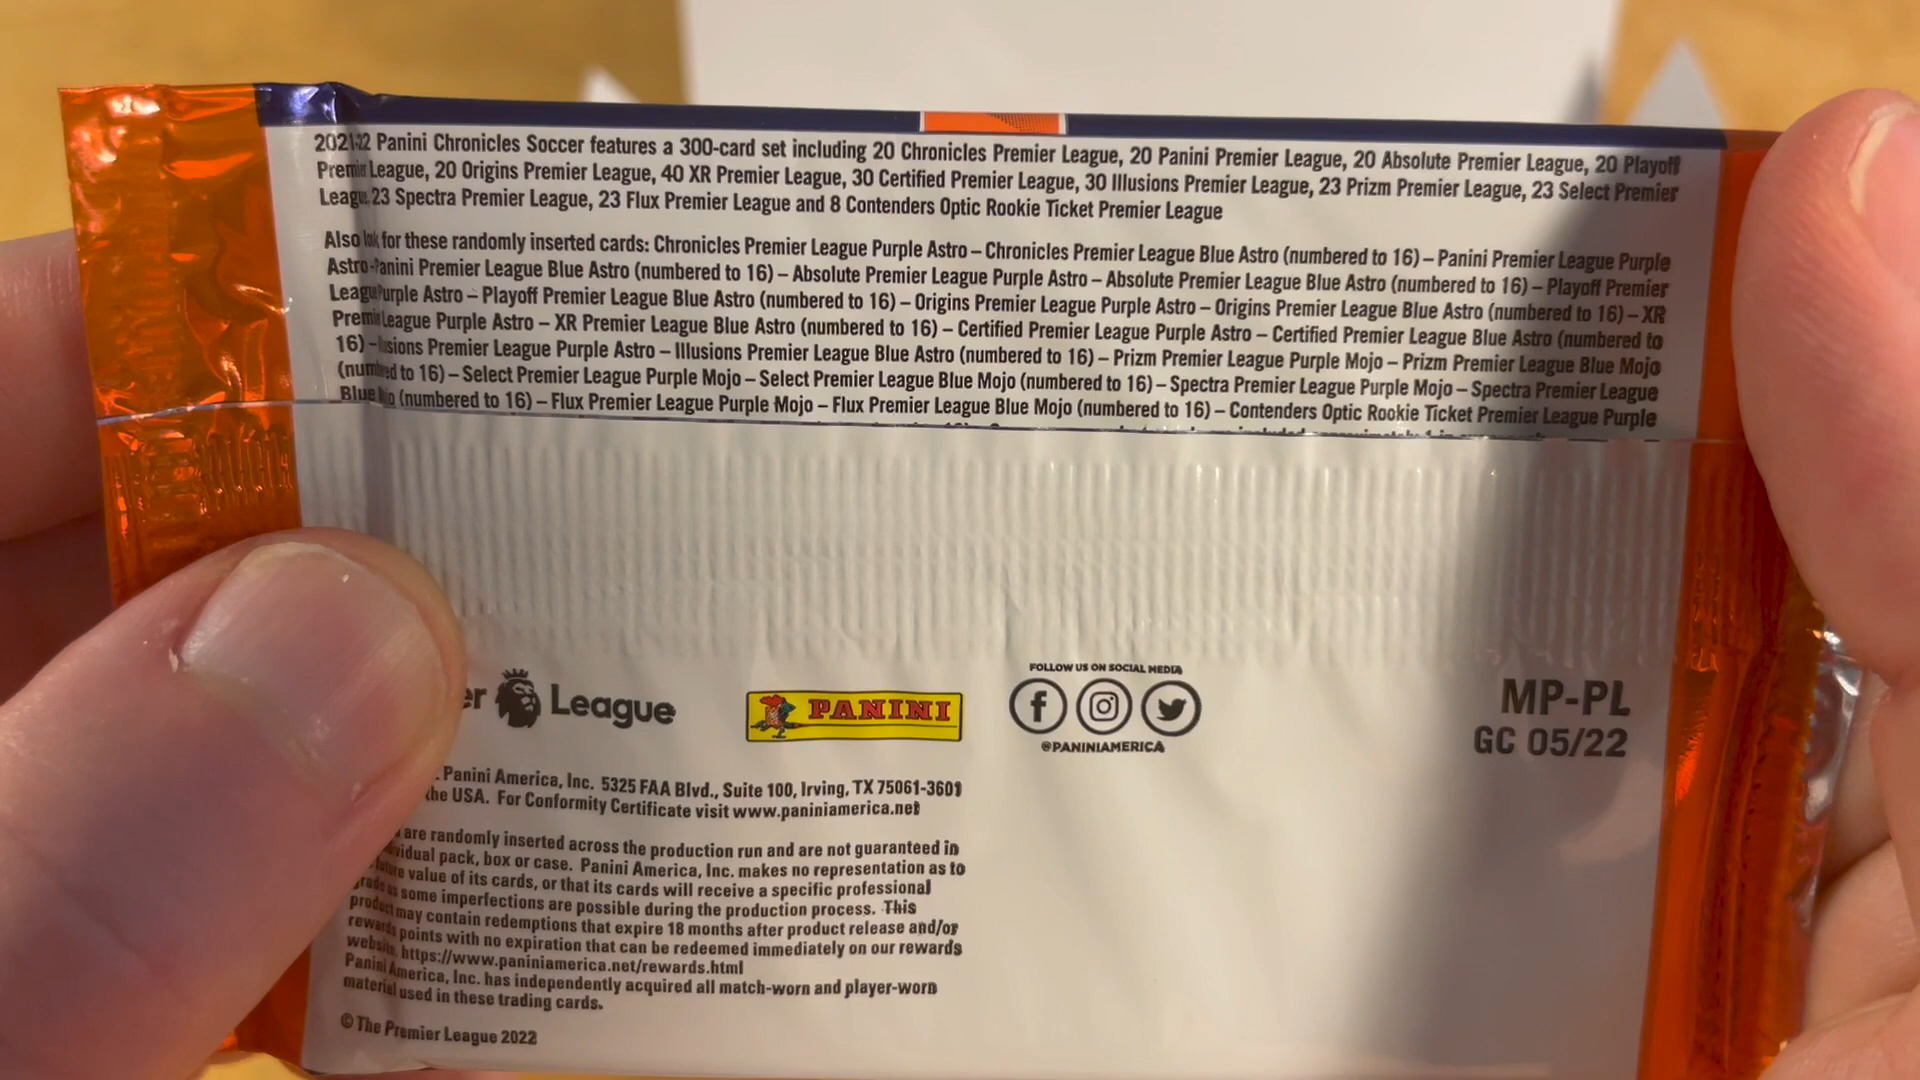 2021-22 Panini Chronicles Soccer features a 300-card set including 20 Chronicles Premier League, 20 Panini Premier League, 20 Absolute Premier League, 20 Playoff
Premier League, 20 Origins Premier League, 40 XR Premier League, 30 Certified Premier League, 30 Illusions Premier League, 23 Prizm Premier League, 23 Select Premier
League, 23 Spectra Premier League, 23 Flux Premier League and 8 Contenders Optic Rookie Ticket Premier League
Also look for these randomly inserted cards: Chronicles Premier League Purple Astro – Chronicles Premier League Blue Astro (numbered to 16) – Panini Premier League Purple
Astro – Panini Premier League Blue Astro (numbered to 16) – Absolute Premier League Purple Astro – Absolute Premier League Blue Astro (numbered to 16) – Playoff Premier
League Purple Astro – Playoff Premier League Blue Astro (numbered to 16) – Origins Premier League Purple Astro – Origins Premier League Blue Astro (numbered to 16) – XR
Premier League Purple Astro – XR Premier League Blue Astro (numbered to 16) – Certified Premier League Purple Astro – Certified Premier League Blue Astro (numbered to
16) – Illusions Premier League Purple Astro – Illusions Premier League Blue Astro (numbered to 16) – Prizm Premier League Purple Mojo – Prizm Premier League Blue Mojo
(numbered to 16) – Select Premier League Purple Mojo – Select Premier League Blue Mojo (numbered to 16) – Spectra Premier League Purple Mojo – Spectra Premier League
Blue Mojo (numbered to 16) – Flux Premier League Purple Mojo – Flux Premier League Blue Mojo (numbered to 16) – Contenders Optic Rookie Ticket Premier League Purple
er League
PANINI
FOLLOW US ON SOCIAL MEDIA
@PANINIAMERICA
MP-PL
GC 05/22
. Panini America, Inc. 5325 FAA Blvd., Suite 100, Irving, TX 75061-3601
the USA. For Conformity Certificate visit www.paniniamerica.net
are randomly inserted across the production run and are not guaranteed in
individual pack, box or case. Panini America, Inc. makes no representation as to
future value of its cards, or that its cards will receive a specific professional
grade as some imperfections are possible during the production process. This
product may contain redemptions that expire 18 months after product release and/or
rewards points with no expiration that can be redeemed immediately on our rewards
website. https://www.paniniamerica.net/rewards.html
Panini America, Inc. has independently acquired all match-worn and player-worn
material used in these trading cards.
© The Premier League 2022